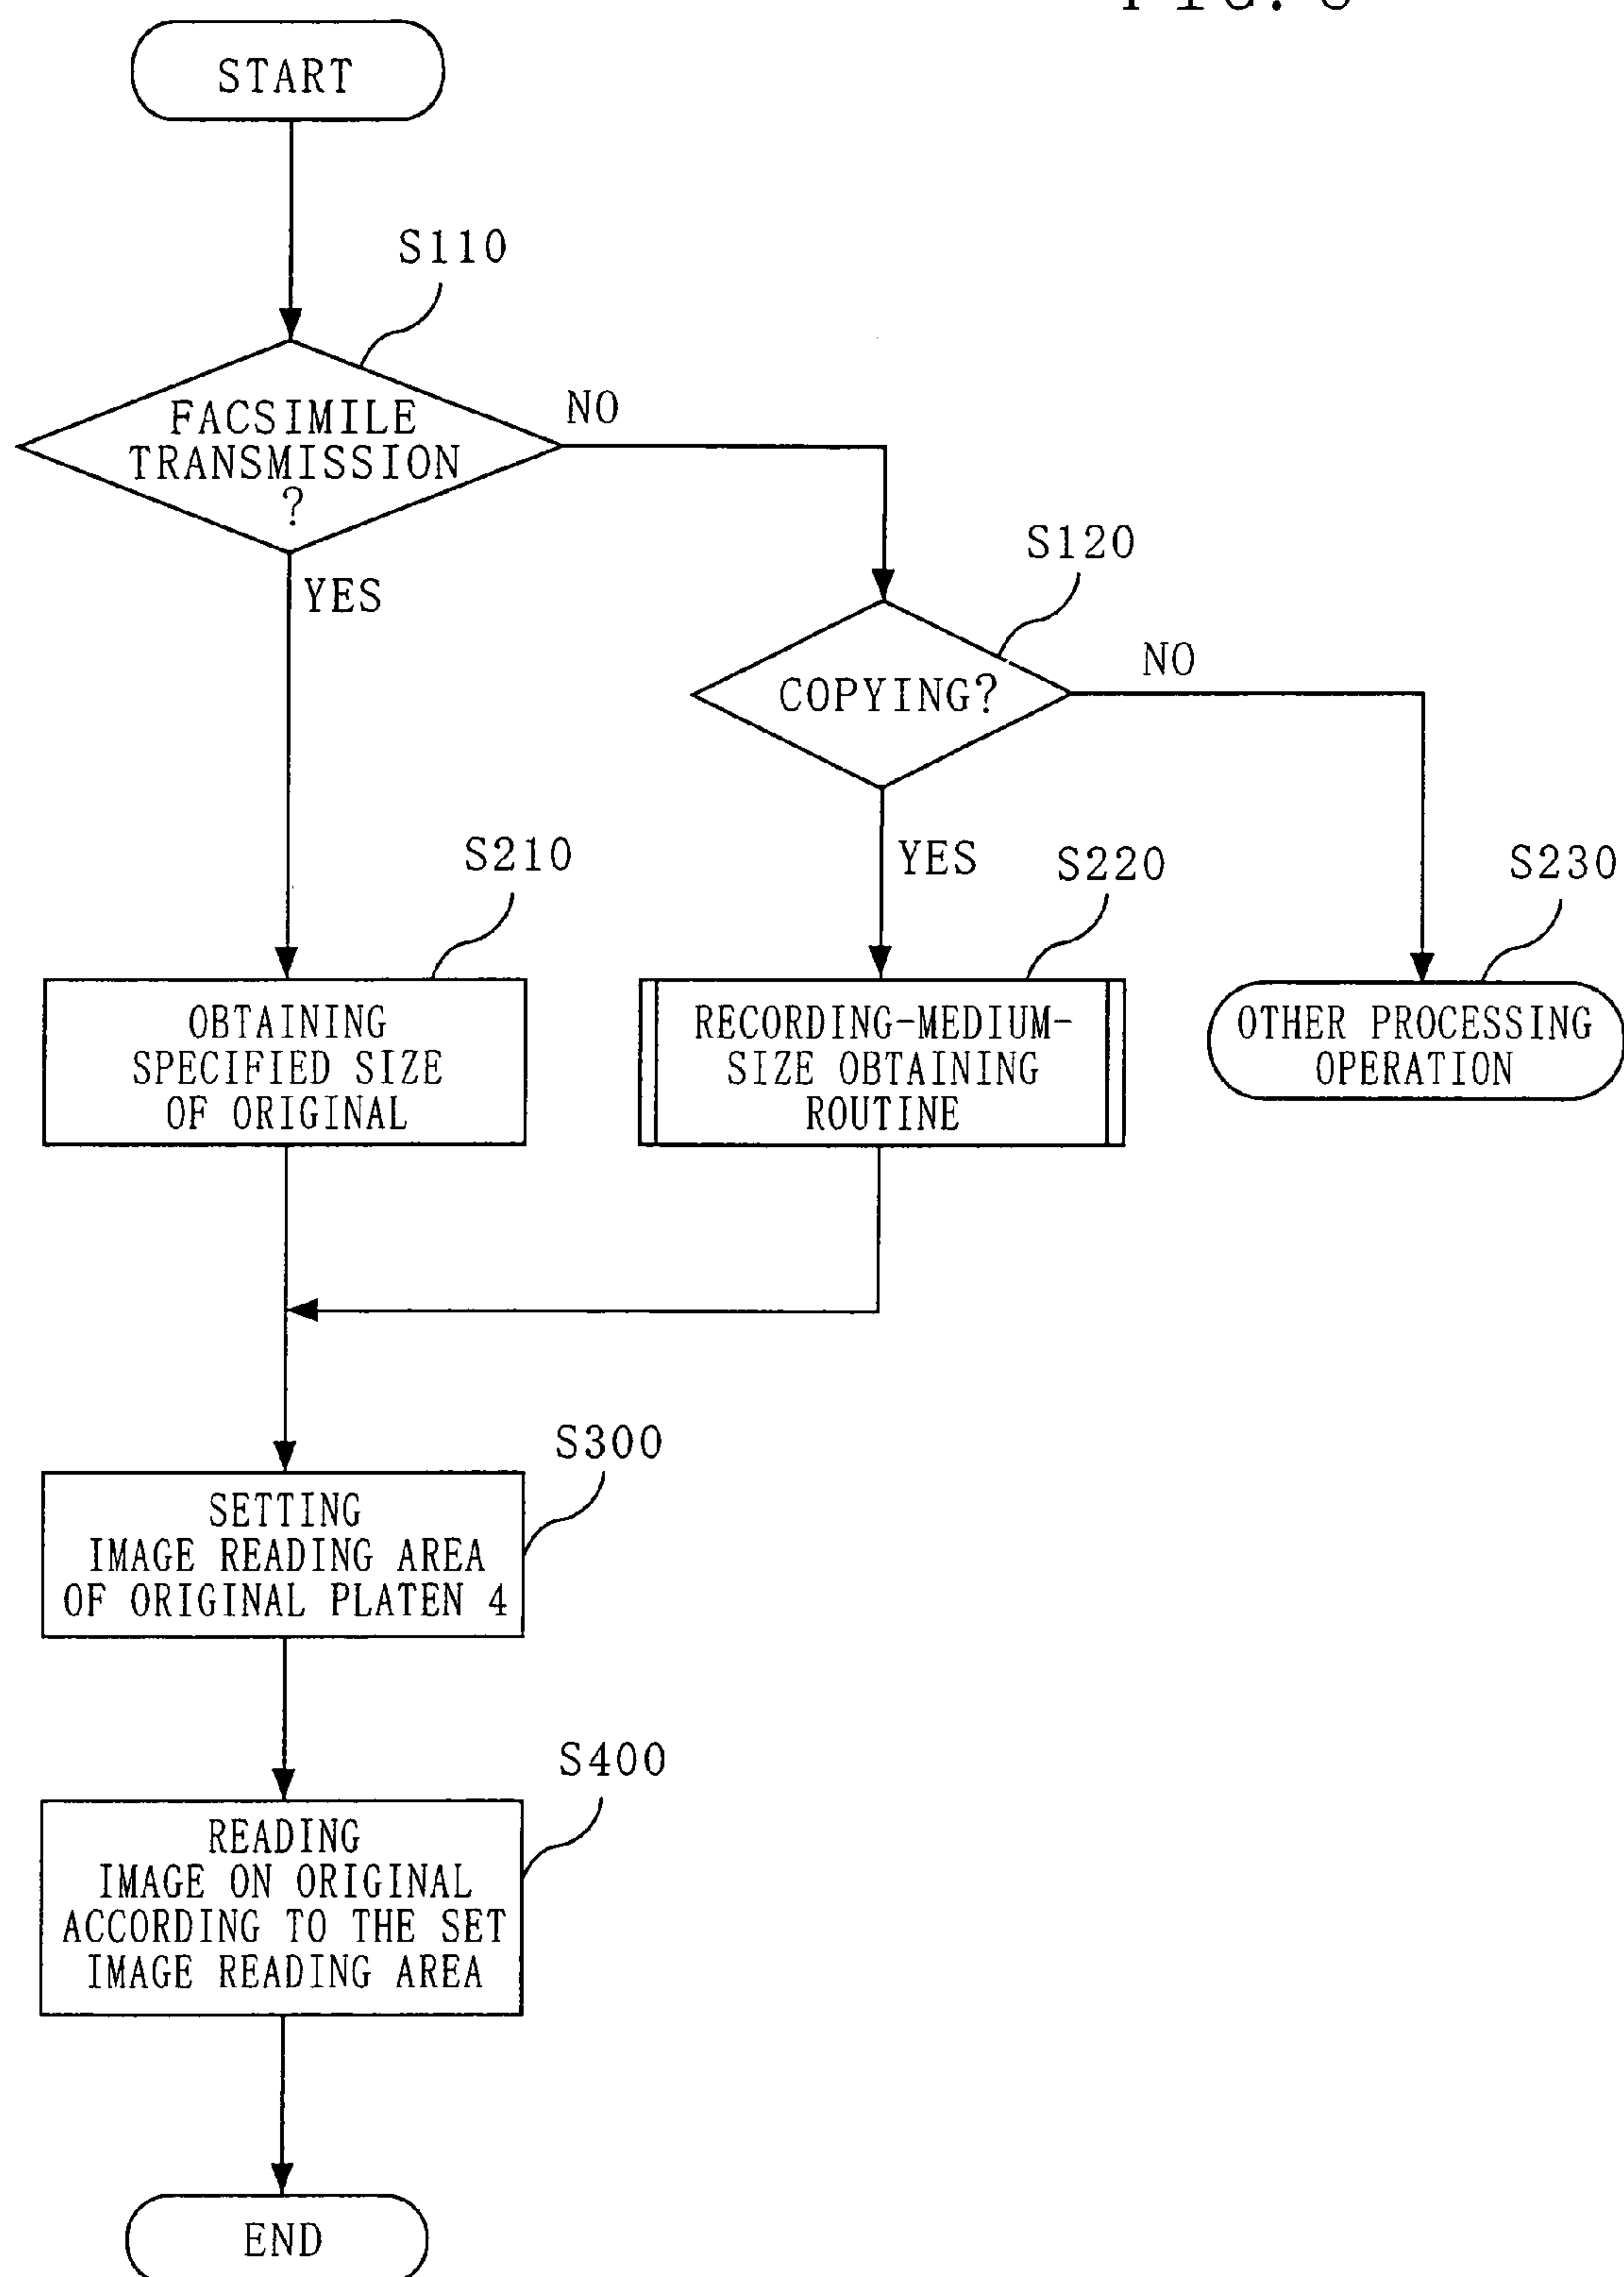 START
S110
FACSIMILE
TRANSMISSION
?
NO
YES
S120
COPYING?
NO
YES
S210
OBTAINING
SPECIFIED SIZE
OF ORIGINAL
S220
RECORDING-MEDIUM-
SIZE OBTAINING
ROUTINE
S230
OTHER PROCESSING
OPERATION
S300
SETTING
IMAGE READING AREA
OF ORIGINAL PLATEN 4
S400
READING
IMAGE ON ORIGINAL
ACCORDING TO THE SET
IMAGE READING AREA
END